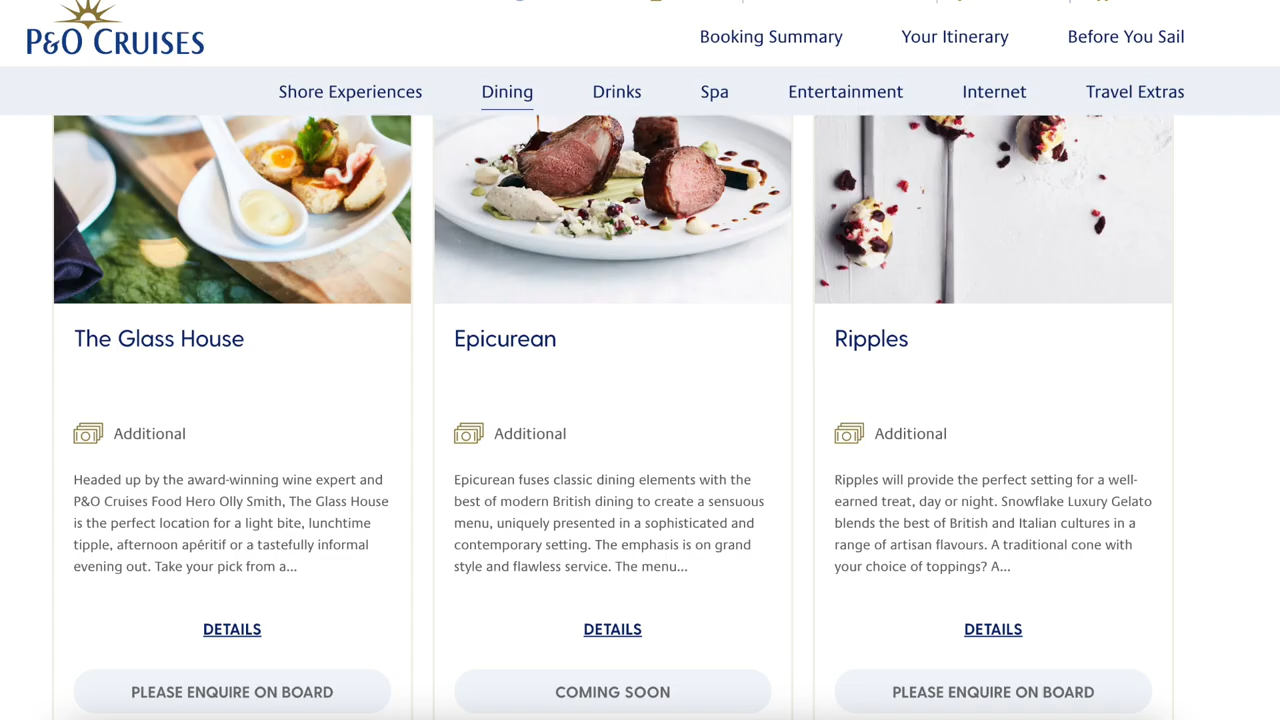 P&O CRUISES
Booking Summary
Your Itinerary
Before You Sail
Shore Experiences
Dining
Drinks
Spa
Entertainment
Internet
Travel Extras
The Glass House
Additional
Headed up by the award-winning wine expert and
P&O Cruises Food Hero Olly Smith, The Glass House
is the perfect location for a light bite, lunchtime
tipple, afternoon apéritif or a tastefully informal
evening out. Take your pick from a...
DETAILS
PLEASE ENQUIRE ON BOARD
Epicurean
Additional
Epicurean fuses classic dining elements with the
best of modern British dining to create a sensuous
menu, uniquely presented in a sophisticated and
contemporary setting. The emphasis is on grand
style and flawless service. The menu...
DETAILS
COMING SOON
Ripples
Additional
Ripples will provide the perfect setting for a well-
earned treat, day or night. Snowflake Luxury Gelato
blends the best of British and Italian cultures in a
range of artisan flavours. A traditional cone with
your choice of toppings? A...
DETAILS
PLEASE ENQUIRE ON BOARD